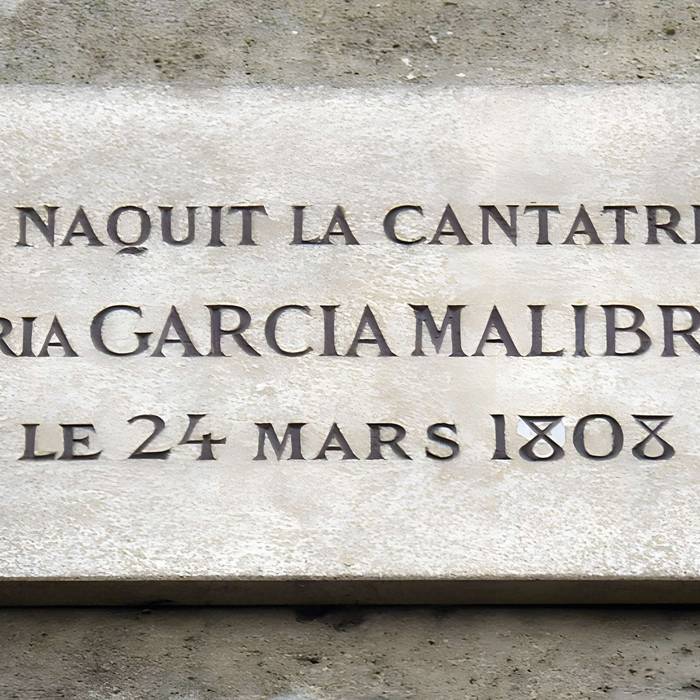 NAQUIT LA CANTATRI
RIA GARCIA MALIBR
LE 24 MARS 1808